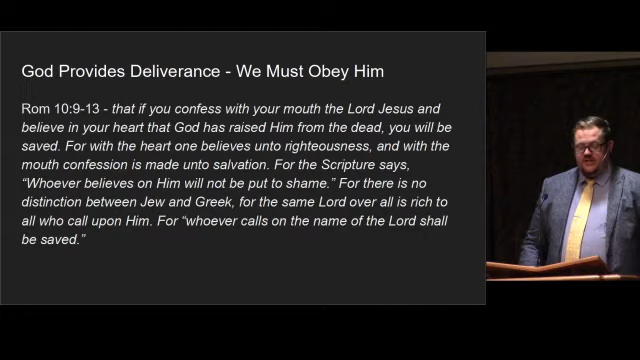 God Provides Deliverance - We Must Obey Him
Rom 10:9-13 - that if you confess with your mouth the Lord Jesus and
believe in your heart that God has raised Him from the dead, you will be
saved. For with the heart one believes unto righteousness, and with the
mouth confession is made unto salvation. For the Scripture says,
“Whoever believes on Him will not be put to shame.” For there is no
distinction between Jew and Greek, for the same Lord over all is rich to
all who call upon Him. For “whoever calls on the name of the Lord shall
be saved.”